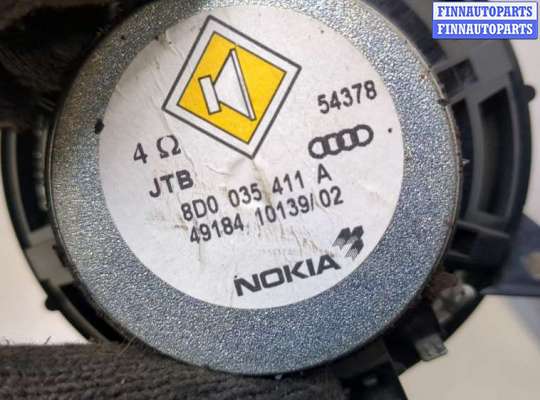 FINNAUTOPARTS
FINNAUTOPARTS
54378
4 Ω
JTB
8D0 035 411 A
49184/10139/02
NOKIA